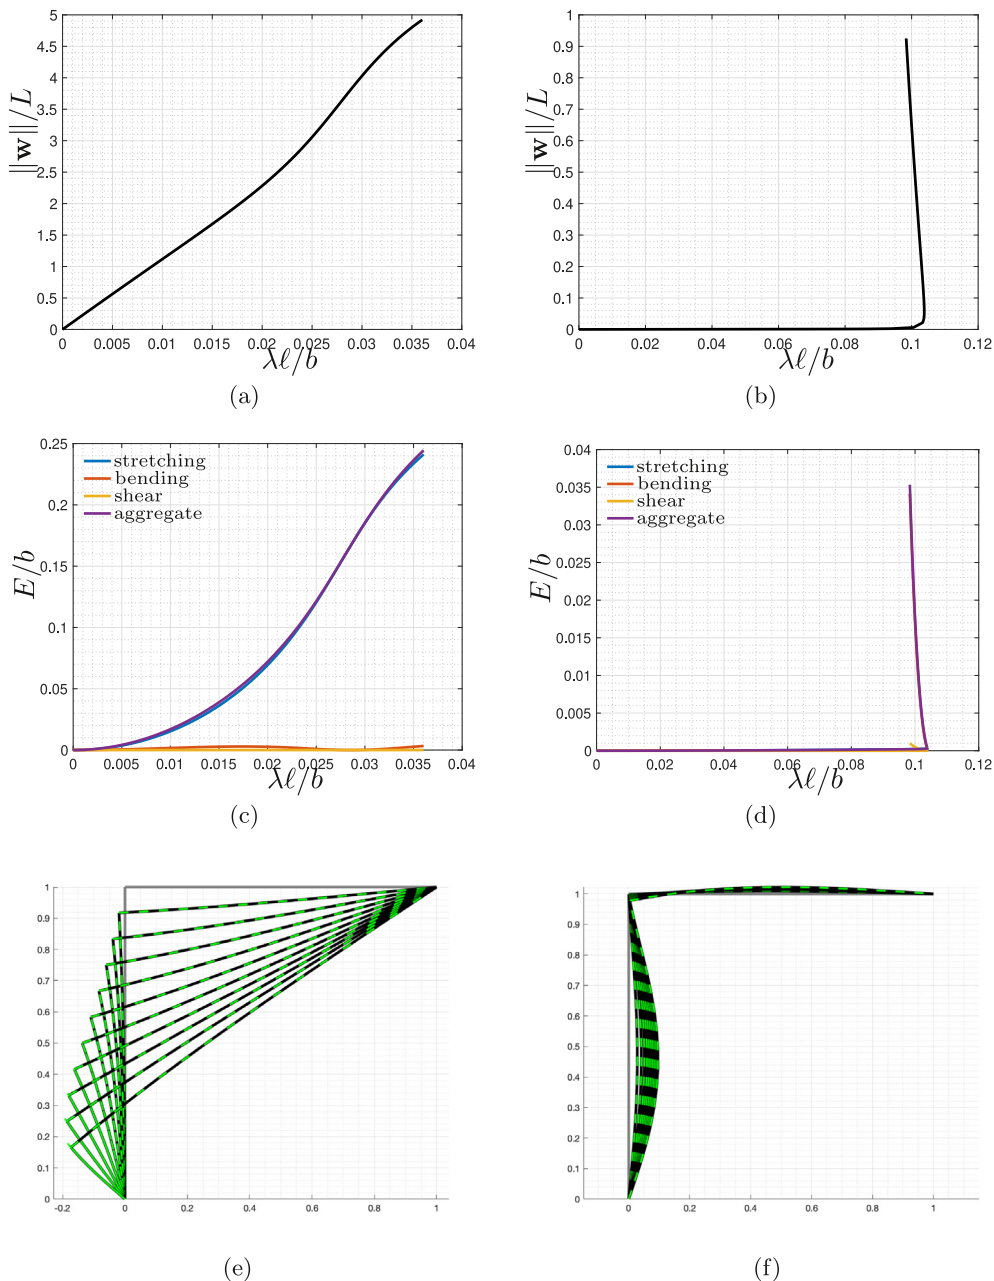 5
4.5
4
3.5
3
2.5
2
1.5
1
0.5
0
‖w‖/L
0 0.005 0.01 0.015 0.02 0.025 0.03 0.035 0.04
λℓ/b
(a)
1
0.9
0.8
0.7
0.6
0.5
0.4
0.3
0.2
0.1
0
‖w‖/L
0 0.02 0.04 0.06 0.08 0.1 0.12
λℓ/b
(b)
0.25
0.2
0.15
0.1
0.05
0
E/b
stretching
bending
shear
aggregate
0 0.005 0.01 0.015 0.02 0.025 0.03 0.035 0.04
λℓ/b
(c)
0.04
0.035
0.03
0.025
0.02
0.015
0.01
0.005
0
E/b
stretching
bending
shear
aggregate
0 0.02 0.04 0.06 0.08 0.1 0.12
λℓ/b
(d)
1
0.9
0.8
0.7
0.6
0.5
0.4
0.3
0.2
0.1
0
-0.2 0 0.2 0.4 0.6 0.8 1
(e)
1
0.9
0.8
0.7
0.6
0.5
0.4
0.3
0.2
0.1
0
0 0.2 0.4 0.6 0.8 1
(f)